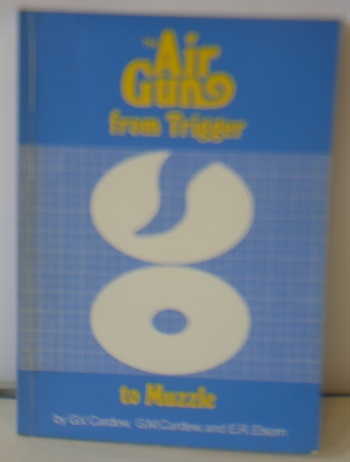 The
Air
Gun
from Trigger
to Muzzle
by G.V. Cardew, G.M. Cardew, and E.R. Elsom